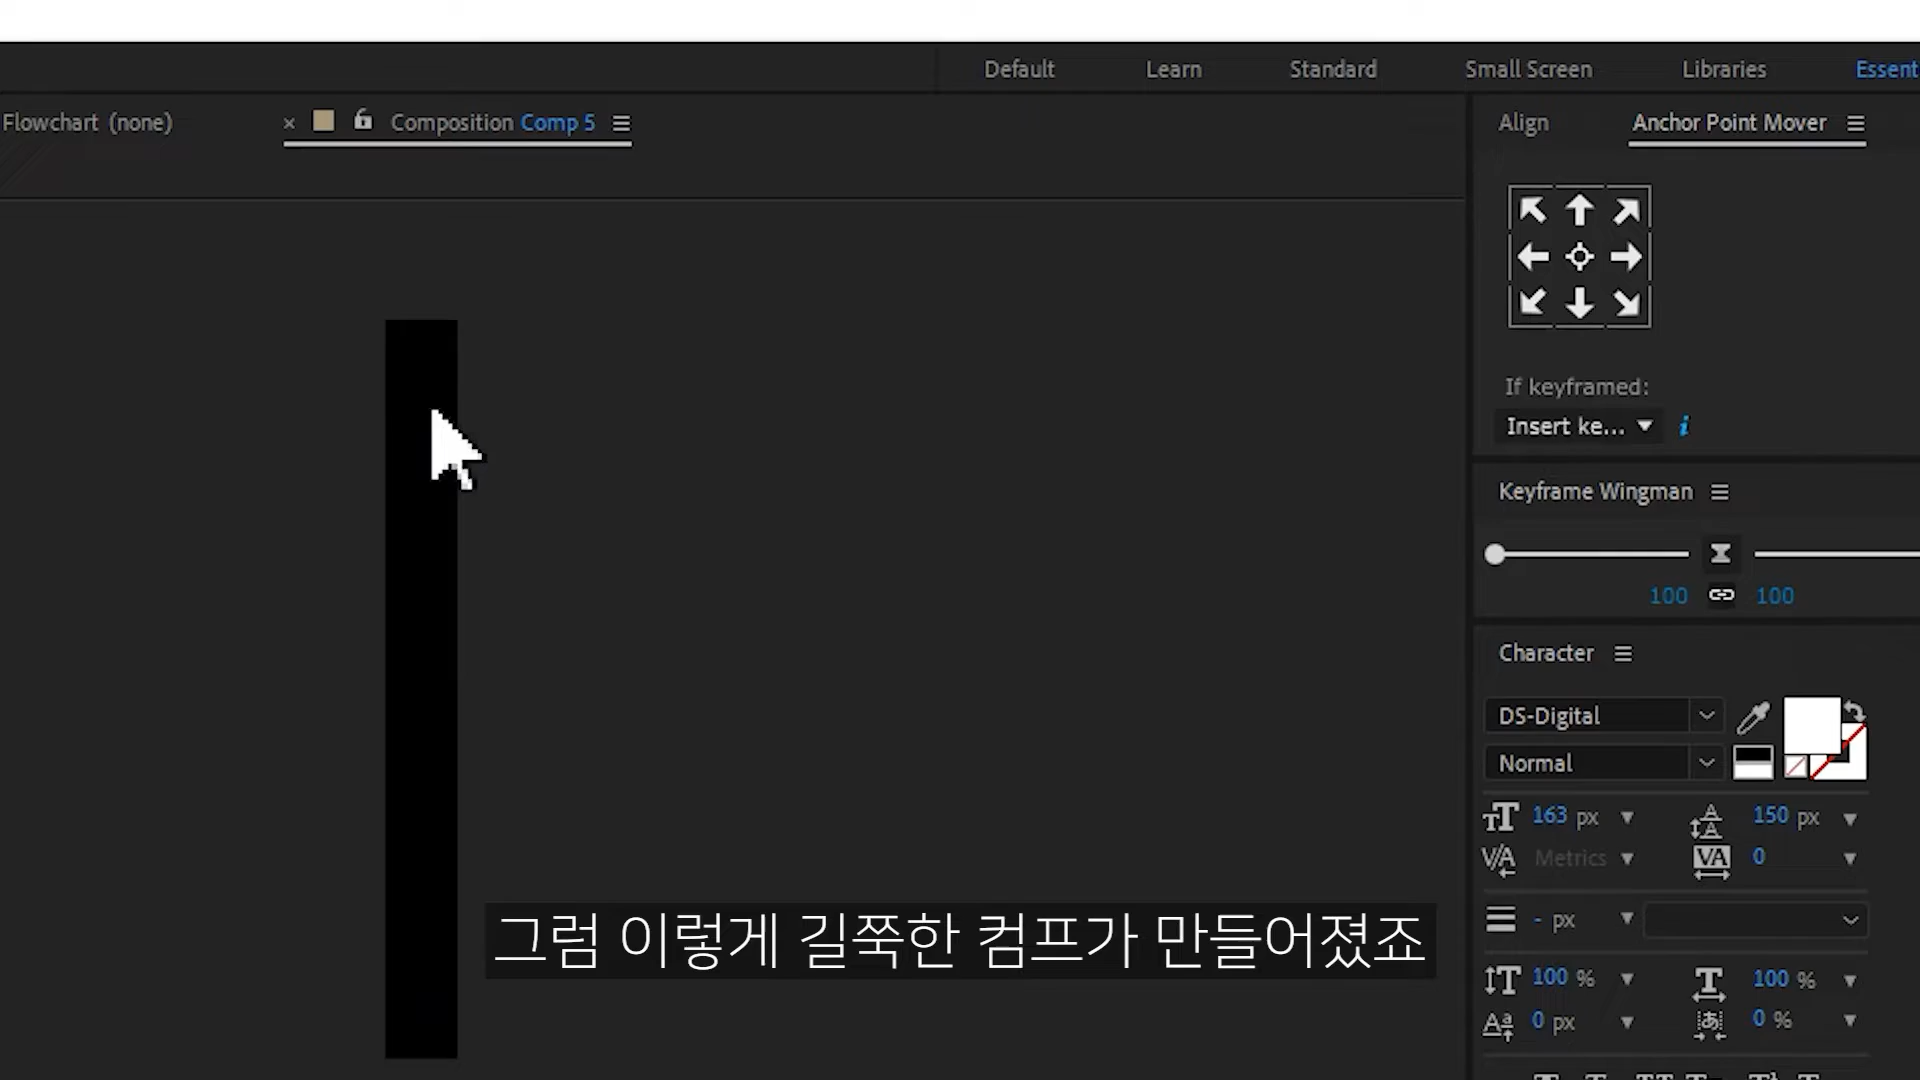 Default Learn Standard Small Screen Libraries Essent
Flowchart (none)
× Composition Comp 5
Align Anchor Point Mover
If keyframed:
Insert ke... i
Keyframe Wingman
100 100
Character
DS-Digital
Normal
163 px 150 px
Metrics 0
- px
100 % 100 %
0 px 0 %
그럼 이렇게 길쭉한 컴프가 만들어졌죠